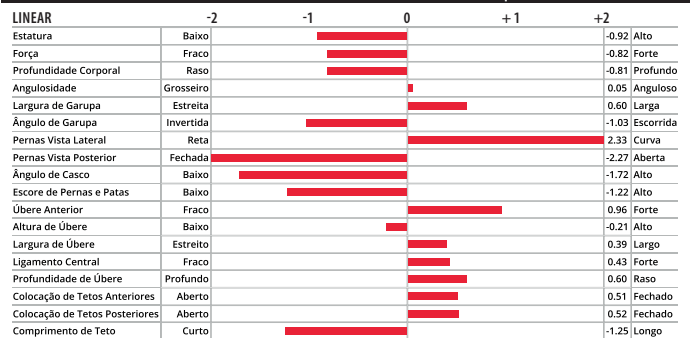 LINEAR -2 -1 0 +1 +2
Estatura Baixo -0.92 Alto
Força Fraco -0.82 Forte
Profundidade Corporal Raso -0.81 Profundo
Angulosidade Grosseiro 0.05 Anguloso
Largura de Garupa Estreita 0.60 Larga
Ângulo de Garupa Invertida -1.03 Escorrida
Pernas Vista Lateral Reta 2.33 Curva
Pernas Vista Posterior Fechada -2.27 Aberta
Ângulo de Casco Baixo -1.72 Alto
Escore de Pernas e Patas Baixo -1.22 Alto
Úbere Anterior Fraco 0.96 Forte
Altura de Úbere Baixo -0.21 Alto
Largura de Úbere Estreito 0.39 Largo
Ligamento Central Fraco 0.43 Forte
Profundidade de Úbere Profundo 0.60 Raso
Colocação de Tetos Anteriores Aberto 0.51 Fechado
Colocação de Tetos Posteriores Aberto 0.52 Fechado
Comprimento de Teto Curto -1.25 Longo